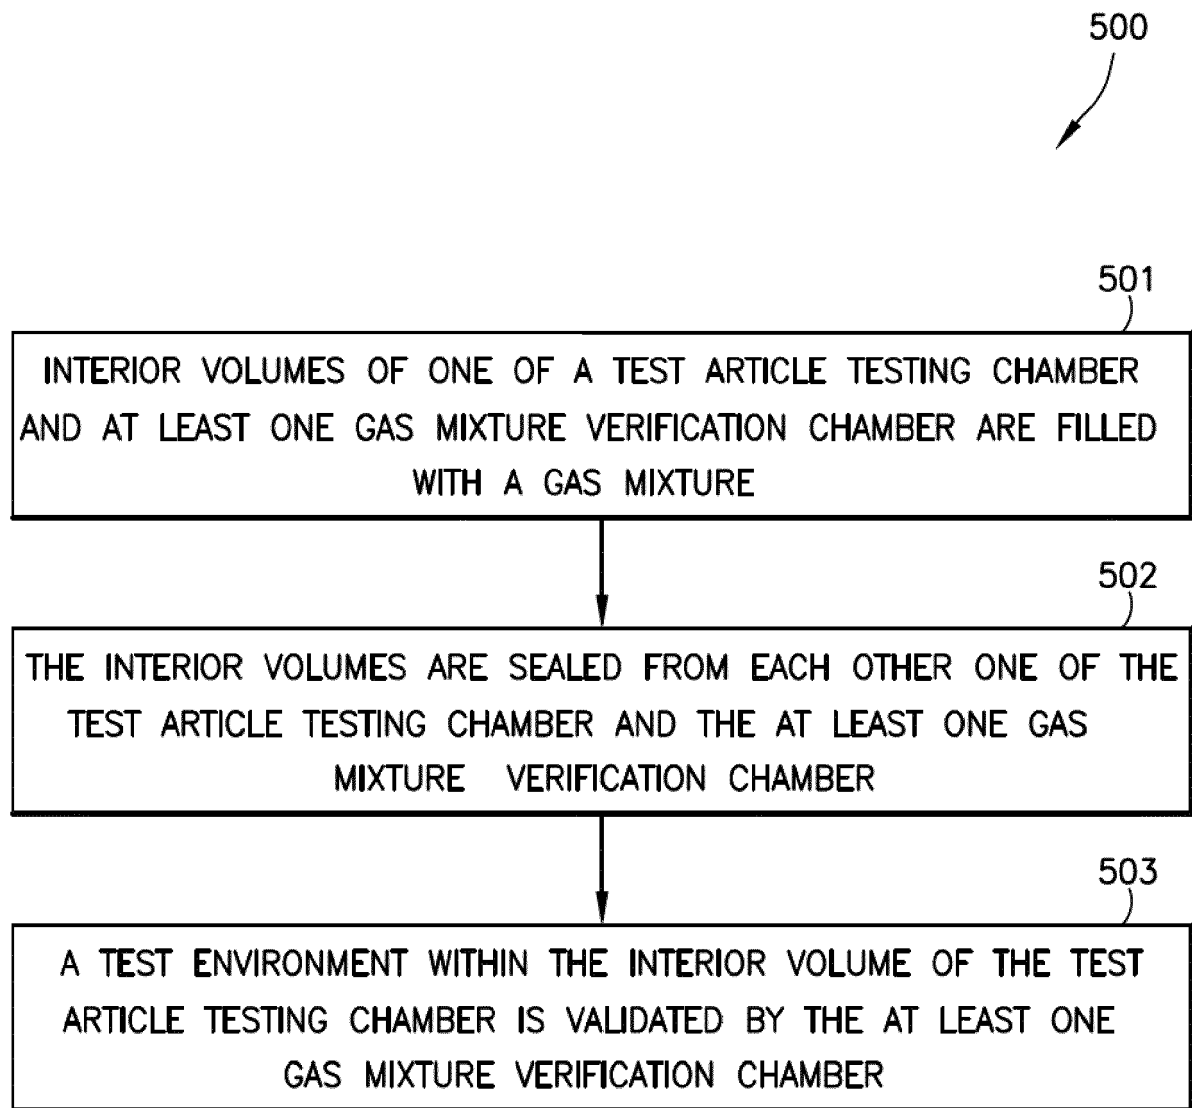 500
501
INTERIOR VOLUMES OF ONE OF A TEST ARTICLE TESTING CHAMBER
AND AT LEAST ONE GAS MIXTURE VERIFICATION CHAMBER ARE FILLED
WITH A GAS MIXTURE
502
THE INTERIOR VOLUMES ARE SEALED FROM EACH OTHER ONE OF THE
TEST ARTICLE TESTING CHAMBER AND THE AT LEAST ONE GAS
MIXTURE VERIFICATION CHAMBER
503
A TEST ENVIRONMENT WITHIN THE INTERIOR VOLUME OF THE TEST
ARTICLE TESTING CHAMBER IS VALIDATED BY THE AT LEAST ONE
GAS MIXTURE VERIFICATION CHAMBER